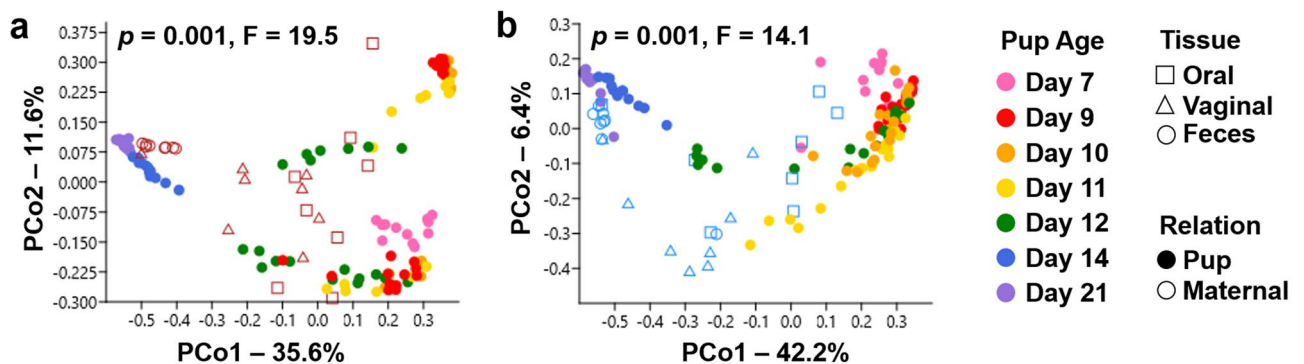 a
p = 0.001, F = 19.5
0.375
0.300
0.225
0.150
0.075
0.000
-0.075
-0.150
-0.225
-0.300
PCo2 – 11.6%
-0.5 -0.4 -0.3 -0.2 -0.1 0.0 0.1 0.2 0.3
PCo1 – 35.6%
b
p = 0.001, F = 14.1
0.3
0.2
0.1
0.0
-0.1
-0.2
-0.3
-0.4
PCo2 – 6.4%
-0.5 -0.4 -0.3 -0.2 -0.1 0.0 0.1 0.2 0.3
PCo1 – 42.2%
Pup Age
Day 7
Day 9
Day 10
Day 11
Day 12
Day 14
Day 21
Tissue
Oral
Vaginal
Feces
Relation
Pup
Maternal